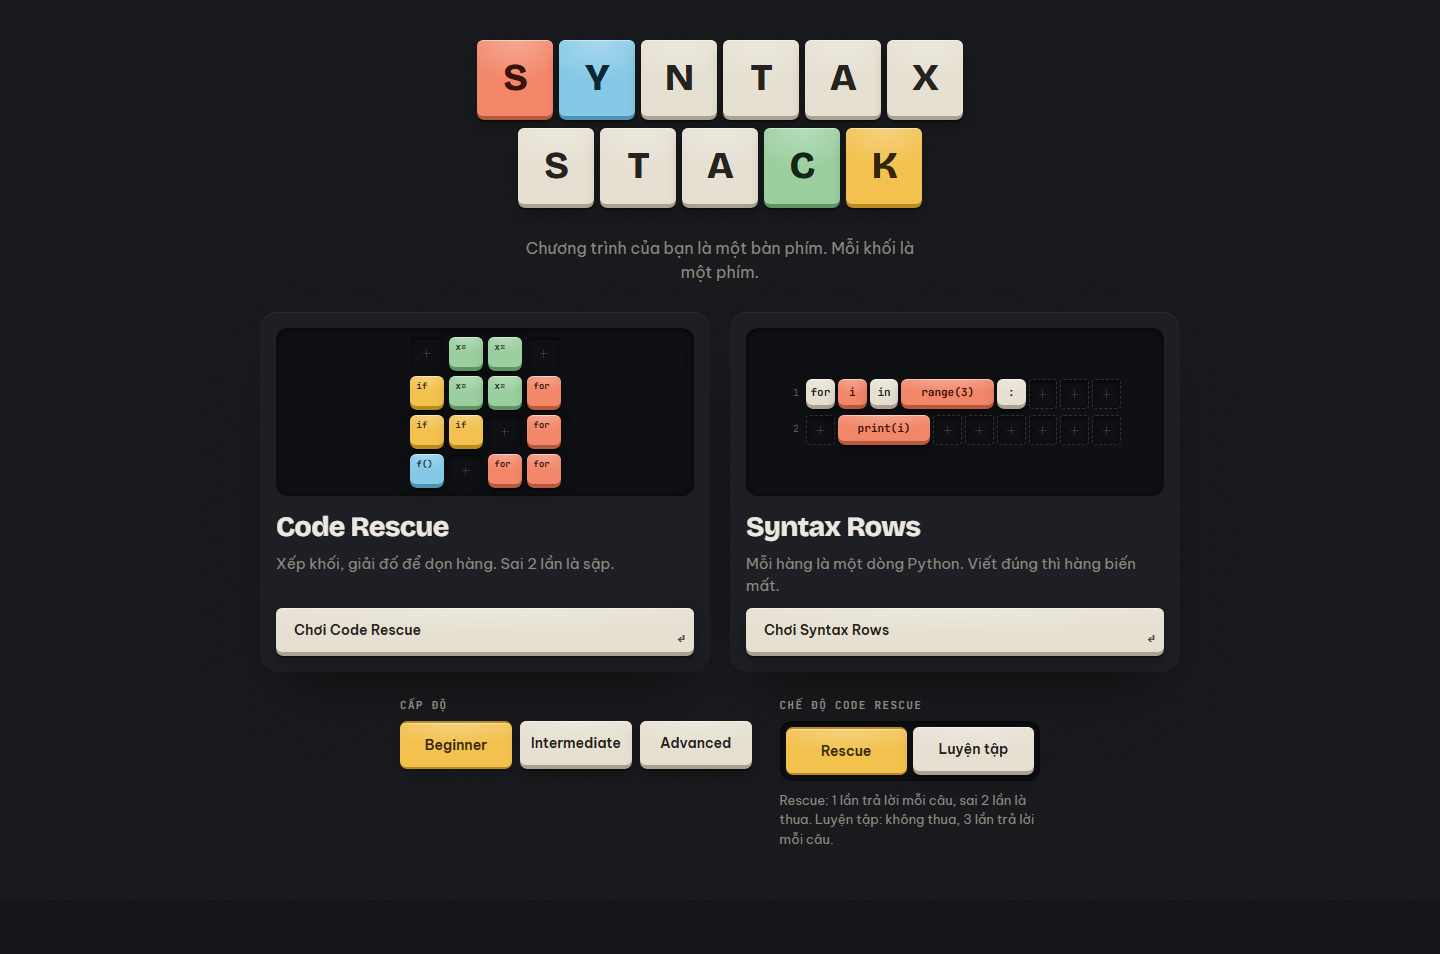 SYNTAX
STACK
Chương trình của bạn là một bàn phím. Mỗi khối là
một phím.
x= x=
if x= x= for
if if for
f() for for
1 for i in range(3) :
2 print(i)
Code Rescue
Xếp khối, giải đố để dọn hàng. Sai 2 lần là sập.
Chơi Code Rescue ↵
Syntax Rows
Mỗi hàng là một dòng Python. Viết đúng thì hàng biến
mất.
Chơi Syntax Rows ↵
CẤP ĐỘ
Beginner Intermediate Advanced
CHẾ ĐỘ CODE RESCUE
Rescue Luyện tập
Rescue: 1 lần trả lời mỗi câu, sai 2 lần là
thua. Luyện tập: không thua, 3 lần trả lời
mỗi câu.